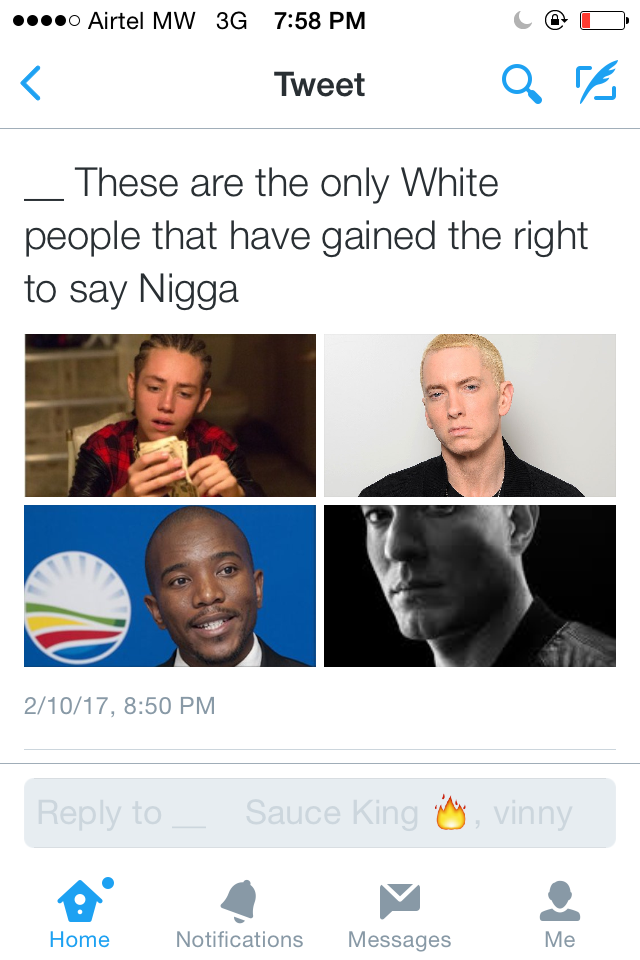 Airtel MW 3G 7:58 PM
Tweet
__ These are the only White
people that have gained the right
to say Nigga
2/10/17, 8:50 PM
Reply to __ Sauce King 🔥, vinny
Home Notifications Messages Me